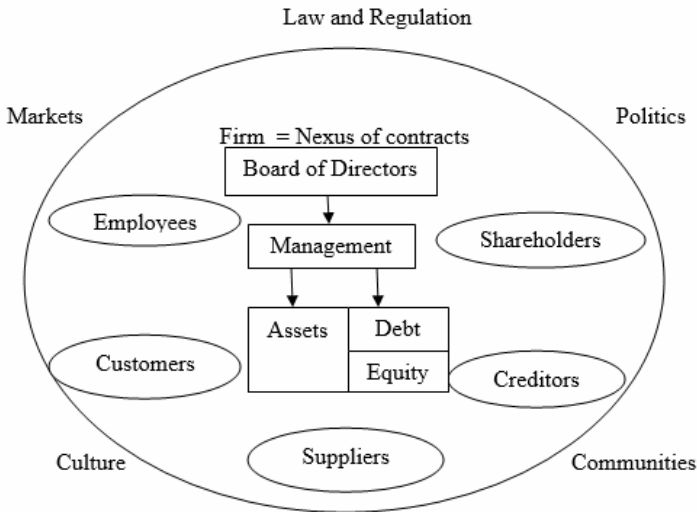 Law and Regulation
Markets
Politics
Firm = Nexus of contracts
Board of Directors
Employees
Management
Shareholders
Assets
Debt
Equity
Customers
Creditors
Suppliers
Culture
Communities